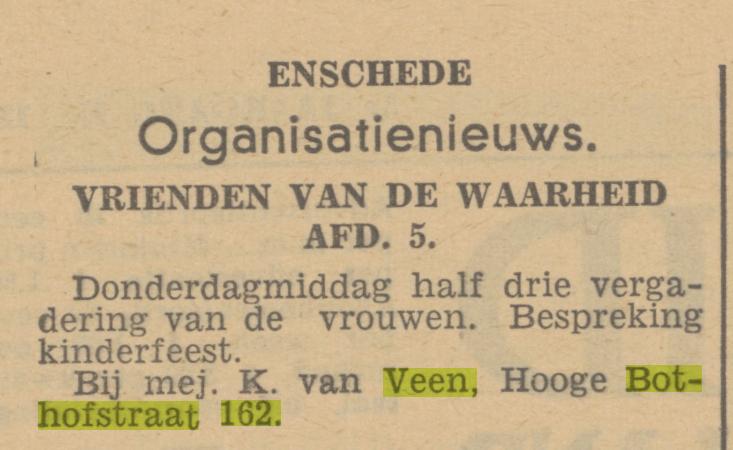 ENSCHEDE
Organisatienieuws.
VRIENDEN VAN DE WAARHEID
AFD. 5.
Donderdagmiddag half drie verga-
dering van de vrouwen. Bespreking
kinderfeest.
Bij mej. K. van Veen, Hooge Bot-
hofstraat 162.